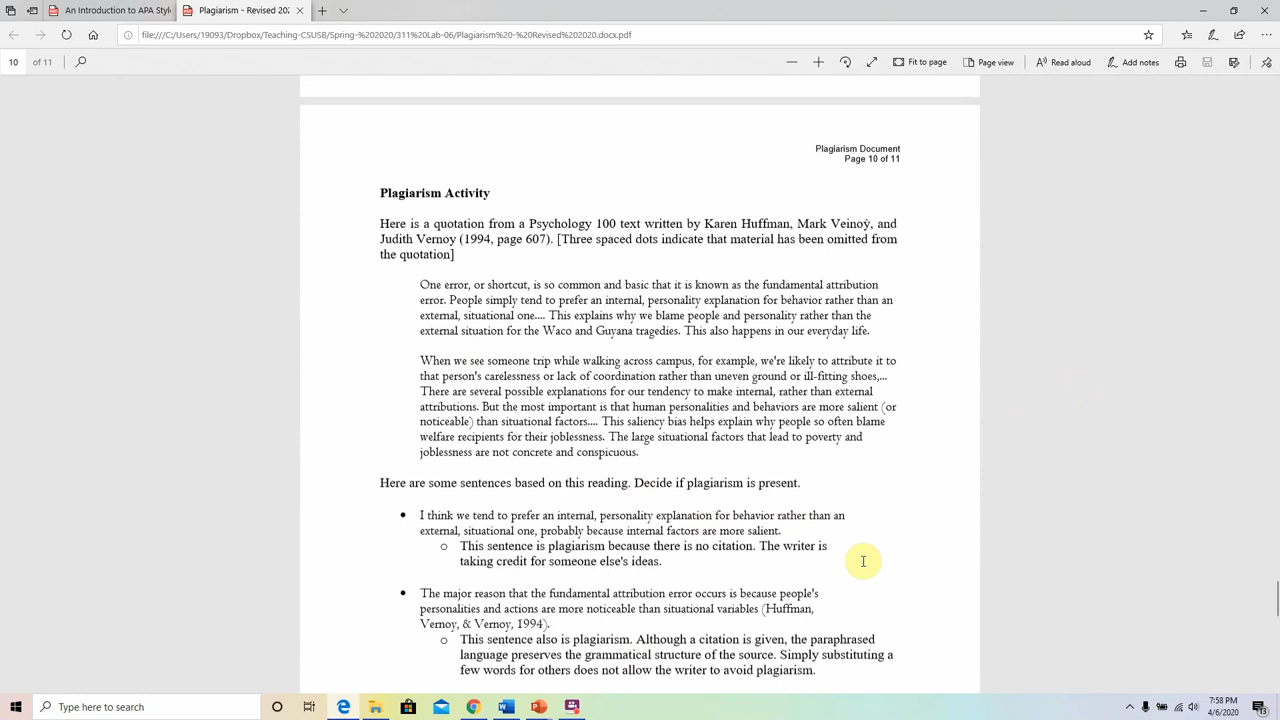 An Introduction to APA Styl
Plagiarism - Revised 202
file:///C:/Users/19093/Dropbox/Teaching-CSUSB/Spring-%202020/311%20Lab-06/Plagiarism%20-%20Revised%202020.docx.pdf
10 of 11
Fit to page
Page view
Read aloud
Add notes
Plagiarism Document
Page 10 of 11
Plagiarism Activity
Here is a quotation from a Psychology 100 text written by Karen Huffman, Mark Veinoỳ, and
Judith Vernoy (1994, page 607). [Three spaced dots indicate that material has been omitted from
the quotation]
One error, or shortcut, is so common and basic that it is known as the fundamental attribution
error. People simply tend to prefer an internal, personality explanation for behavior rather than an
external, situational one.... This explains why we blame people and personality rather than the
external situation for the Waco and Guyana tragedies. This also happens in our everyday life.
When we see someone trip while walking across campus, for example, we're likely to attribute it to
that person's carelessness or lack of coordination rather than uneven ground or ill-fitting shoes,...
There are several possible explanations for our tendency to make internal, rather than external
attributions. But the most important is that human personalities and behaviors are more salient (or
noticeable) than situational factors.... This saliency bias helps explain why people so often blame
welfare recipients for their joblessness. The large situational factors that lead to poverty and
joblessness are not concrete and conspicuous.
Here are some sentences based on this reading. Decide if plagiarism is present.
• I think we tend to prefer an internal, personality explanation for behavior rather than an
external, situational one, probably because internal factors are more salient.
o This sentence is plagiarism because there is no citation. The writer is
taking credit for someone else's ideas.
• The major reason that the fundamental attribution error occurs is because people's
personalities and actions are more noticeable than situational variables (Huffman,
Vernoy, & Vernoy, 1994).
o This sentence also is plagiarism. Although a citation is given, the paraphrased
language preserves the grammatical structure of the source. Simply substituting a
few words for others does not allow the writer to avoid plagiarism.
Type here to search
7:58 PM
4/6/2020